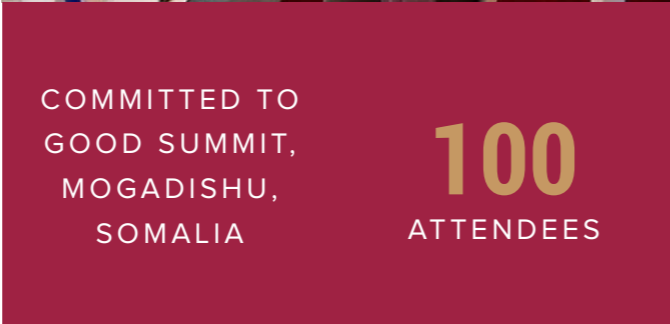 COMMITTED TO
GOOD SUMMIT,
MOGADISHU,
SOMALIA
100
ATTENDEES